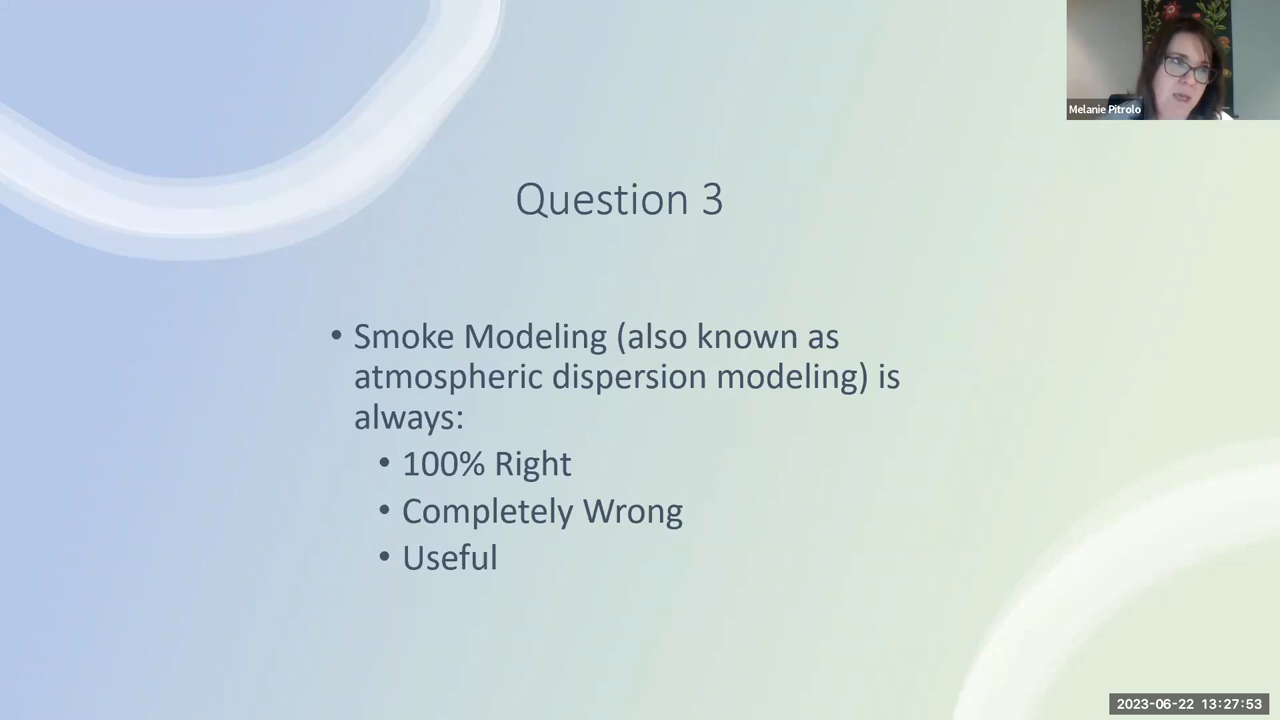 Melanie Pitrolo
Question 3
• Smoke Modeling (also known as
atmospheric dispersion modeling) is
always:
• 100% Right
• Completely Wrong
• Useful
2023-06-22 13:27:53